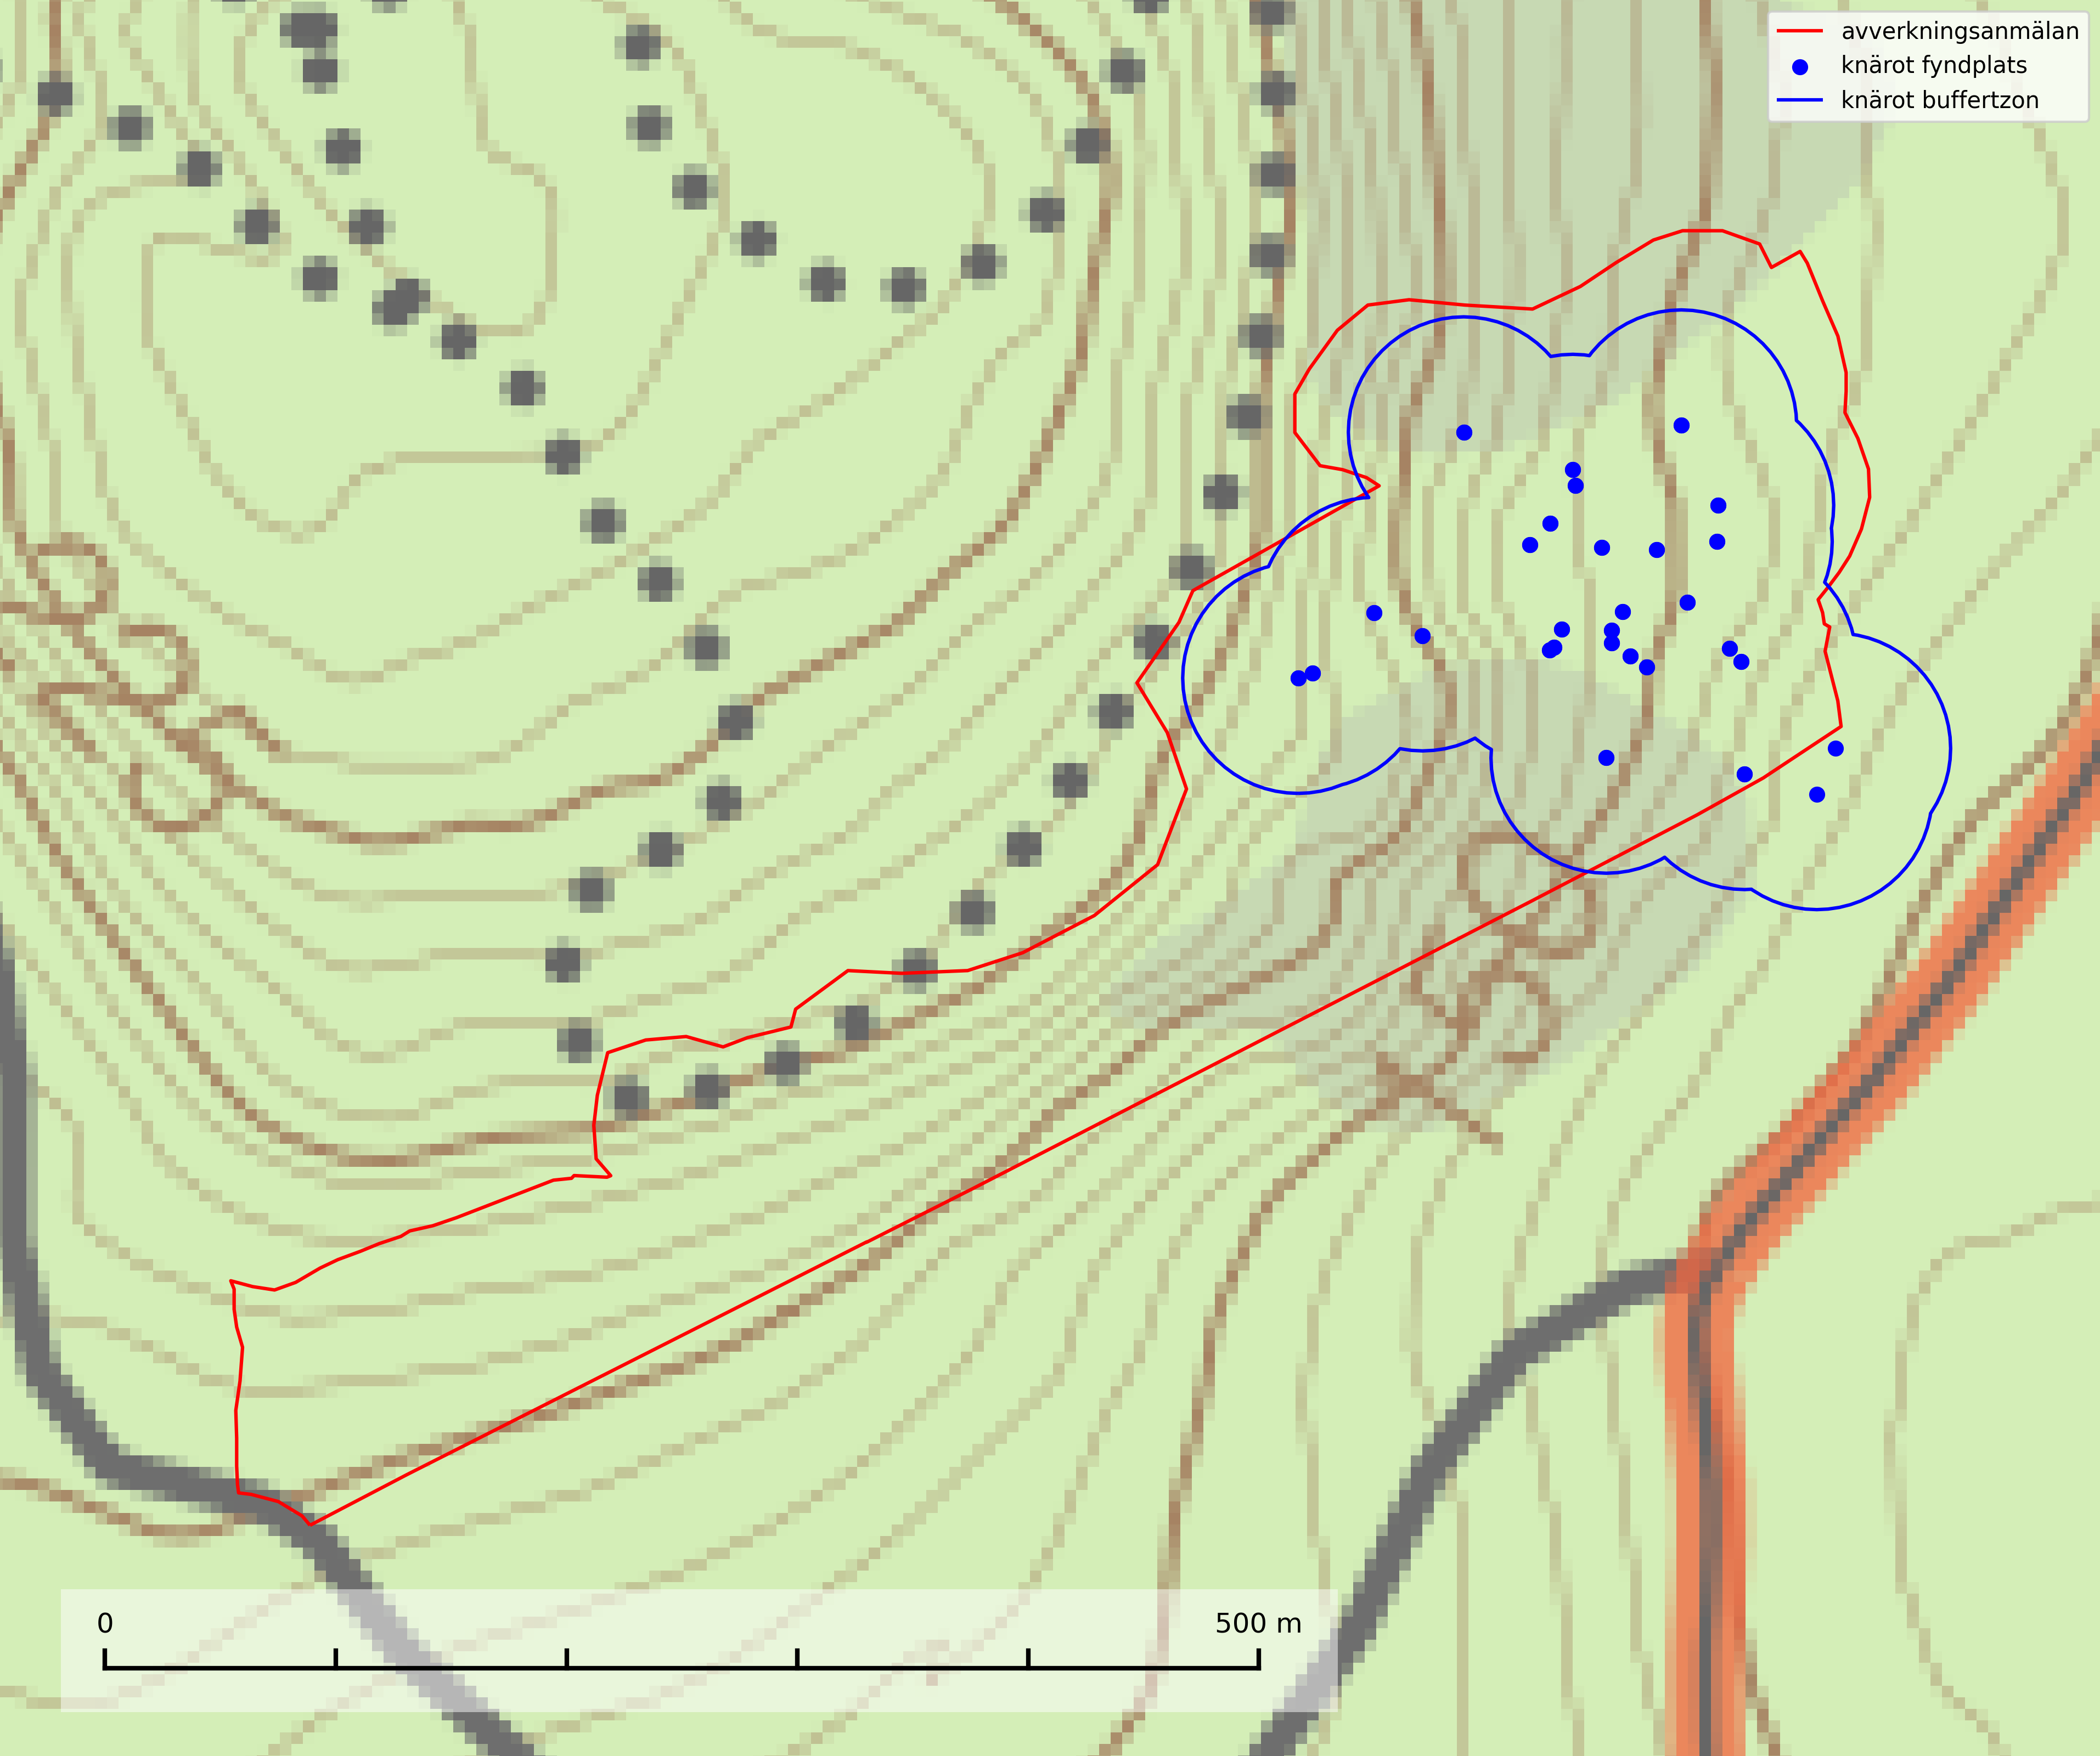 avverkningsanmälan
knärot fyndplats
knärot buffertzon
0
500 m